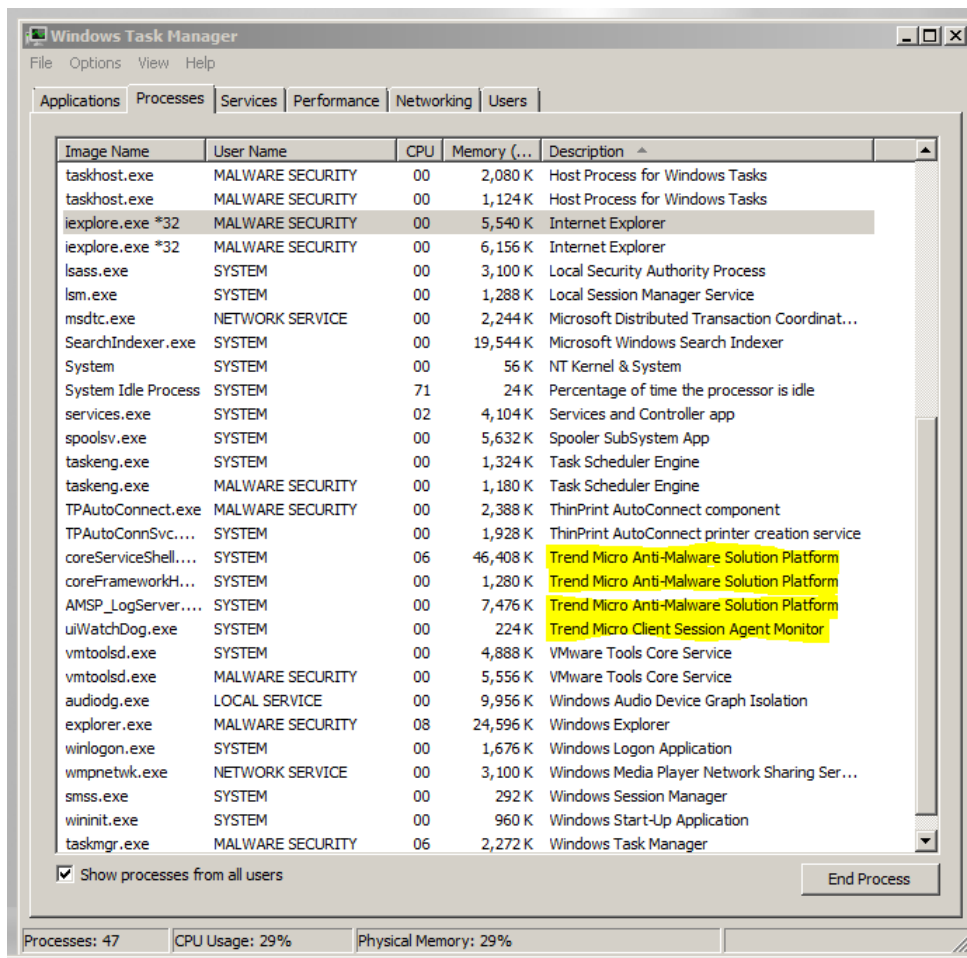 Windows Task Manager
File Options View Help
Applications Processes Services Performance Networking Users
Image Name User Name CPU Memory (... Description
taskhost.exe MALWARE SECURITY 00 2,080 K Host Process for Windows Tasks
taskhost.exe MALWARE SECURITY 00 1,124 K Host Process for Windows Tasks
iexplore.exe *32 MALWARE SECURITY 00 5,540 K Internet Explorer
iexplore.exe *32 MALWARE SECURITY 00 6,156 K Internet Explorer
lsass.exe SYSTEM 00 3,100 K Local Security Authority Process
lsm.exe SYSTEM 00 1,288 K Local Session Manager Service
msdtc.exe NETWORK SERVICE 00 2,244 K Microsoft Distributed Transaction Coordinat...
SearchIndexer.exe SYSTEM 00 19,544 K Microsoft Windows Search Indexer
System SYSTEM 00 56 K NT Kernel & System
System Idle Process SYSTEM 71 24 K Percentage of time the processor is idle
services.exe SYSTEM 02 4,104 K Services and Controller app
spoolsv.exe SYSTEM 00 5,632 K Spooler SubSystem App
taskeng.exe SYSTEM 00 1,324 K Task Scheduler Engine
taskeng.exe MALWARE SECURITY 00 1,180 K Task Scheduler Engine
TPAutoConnect.exe MALWARE SECURITY 00 2,388 K ThinPrint AutoConnect component
TPAutoConnSvc.... SYSTEM 00 1,928 K ThinPrint AutoConnect printer creation service
coreServiceShell.... SYSTEM 06 46,408 K Trend Micro Anti-Malware Solution Platform
coreFrameworkH... SYSTEM 00 1,280 K Trend Micro Anti-Malware Solution Platform
AMSP_LogServer.... SYSTEM 00 7,476 K Trend Micro Anti-Malware Solution Platform
uiWatchDog.exe SYSTEM 00 224 K Trend Micro Client Session Agent Monitor
vmtoolsd.exe SYSTEM 00 4,888 K VMware Tools Core Service
vmtoolsd.exe MALWARE SECURITY 00 5,556 K VMware Tools Core Service
audiodg.exe LOCAL SERVICE 00 9,956 K Windows Audio Device Graph Isolation
explorer.exe MALWARE SECURITY 08 24,596 K Windows Explorer
winlogon.exe SYSTEM 00 1,676 K Windows Logon Application
wmpnetwk.exe NETWORK SERVICE 00 3,100 K Windows Media Player Network Sharing Ser...
smss.exe SYSTEM 00 292 K Windows Session Manager
wininit.exe SYSTEM 00 960 K Windows Start-Up Application
taskmgr.exe MALWARE SECURITY 06 2,272 K Windows Task Manager
Show processes from all users
End Process
Processes: 47 CPU Usage: 29% Physical Memory: 29%